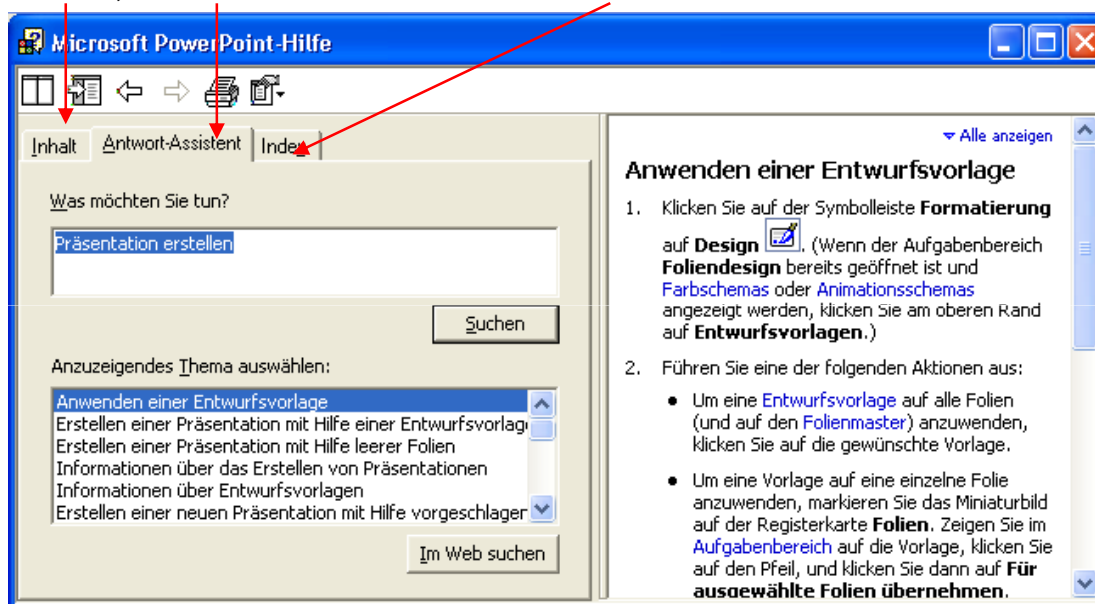 Microsoft PowerPoint-Hilfe
Inhalt
Antwort-Assistent
Index
Was möchten Sie tun?
Präsentation erstellen
Suchen
Anzuzeigendes Thema auswählen:
Anwenden einer Entwurfsvorlage
Erstellen einer Präsentation mit Hilfe einer Entwurfsvorlag
Erstellen einer Präsentation mit Hilfe leerer Folien
Informationen über das Erstellen von Präsentationen
Informationen über Entwurfsvorlagen
Erstellen einer neuen Präsentation mit Hilfe vorgeschlagen
Im Web suchen
Alle anzeigen
Anwenden einer Entwurfsvorlage
1. Klicken Sie auf der Symbolleiste Formatierung
auf Design . (Wenn der Aufgabenbereich
Foliendesign bereits geöffnet ist und
Farbschemas oder Animationsschemas
angezeigt werden, klicken Sie am oberen Rand
auf Entwurfsvorlagen.)
2. Führen Sie eine der folgenden Aktionen aus:
● Um eine Entwurfsvorlage auf alle Folien
(und auf den Folienmaster) anzuwenden,
klicken Sie auf die gewünschte Vorlage.
● Um eine Vorlage auf eine einzelne Folie
anzuwenden, markieren Sie das Miniaturbild
auf der Registerkarte Folien. Zeigen Sie im
Aufgabenbereich auf die Vorlage, klicken Sie
auf den Pfeil, und klicken Sie dann auf Für
ausgewählte Folien übernehmen.